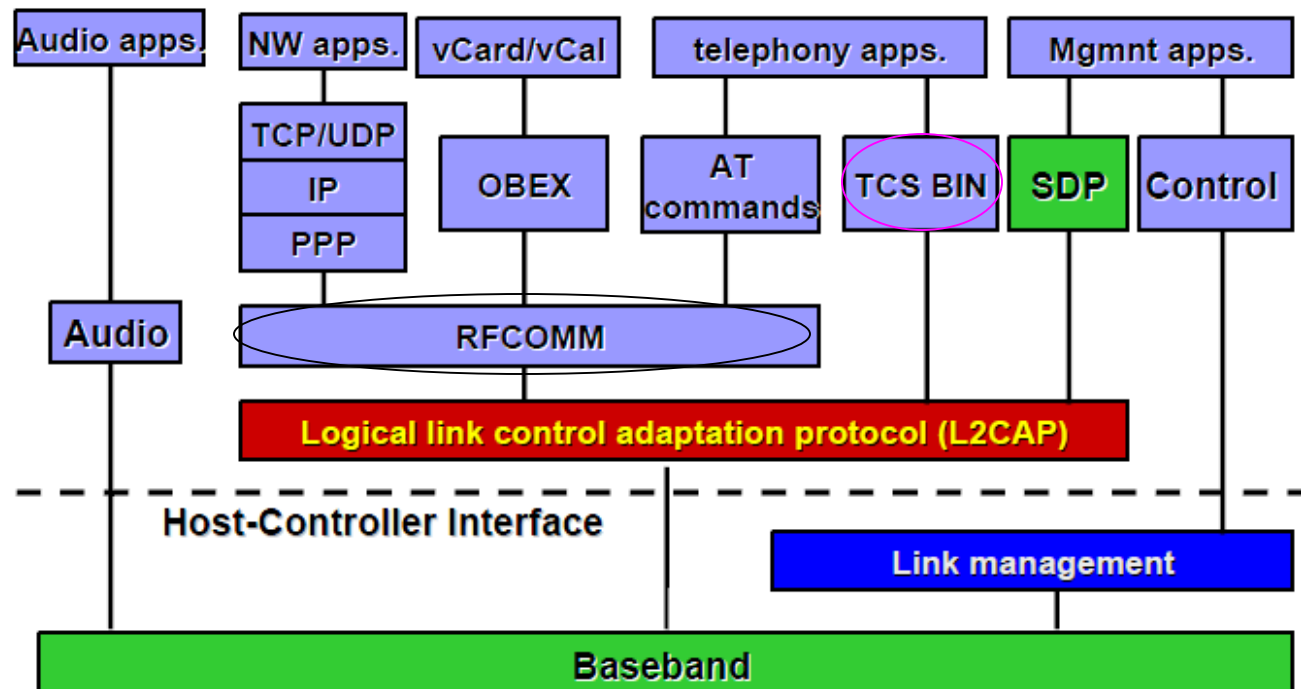 Audio apps.
NW apps.
vCard/vCal
telephony apps.
Mgmnt apps.
TCP/UDP
IP
PPP
OBEX
AT
commands
TCS BIN
SDP
Control
Audio
RFCOMM
Logical link control adaptation protocol (L2CAP)
Host-Controller Interface
Link management
Baseband